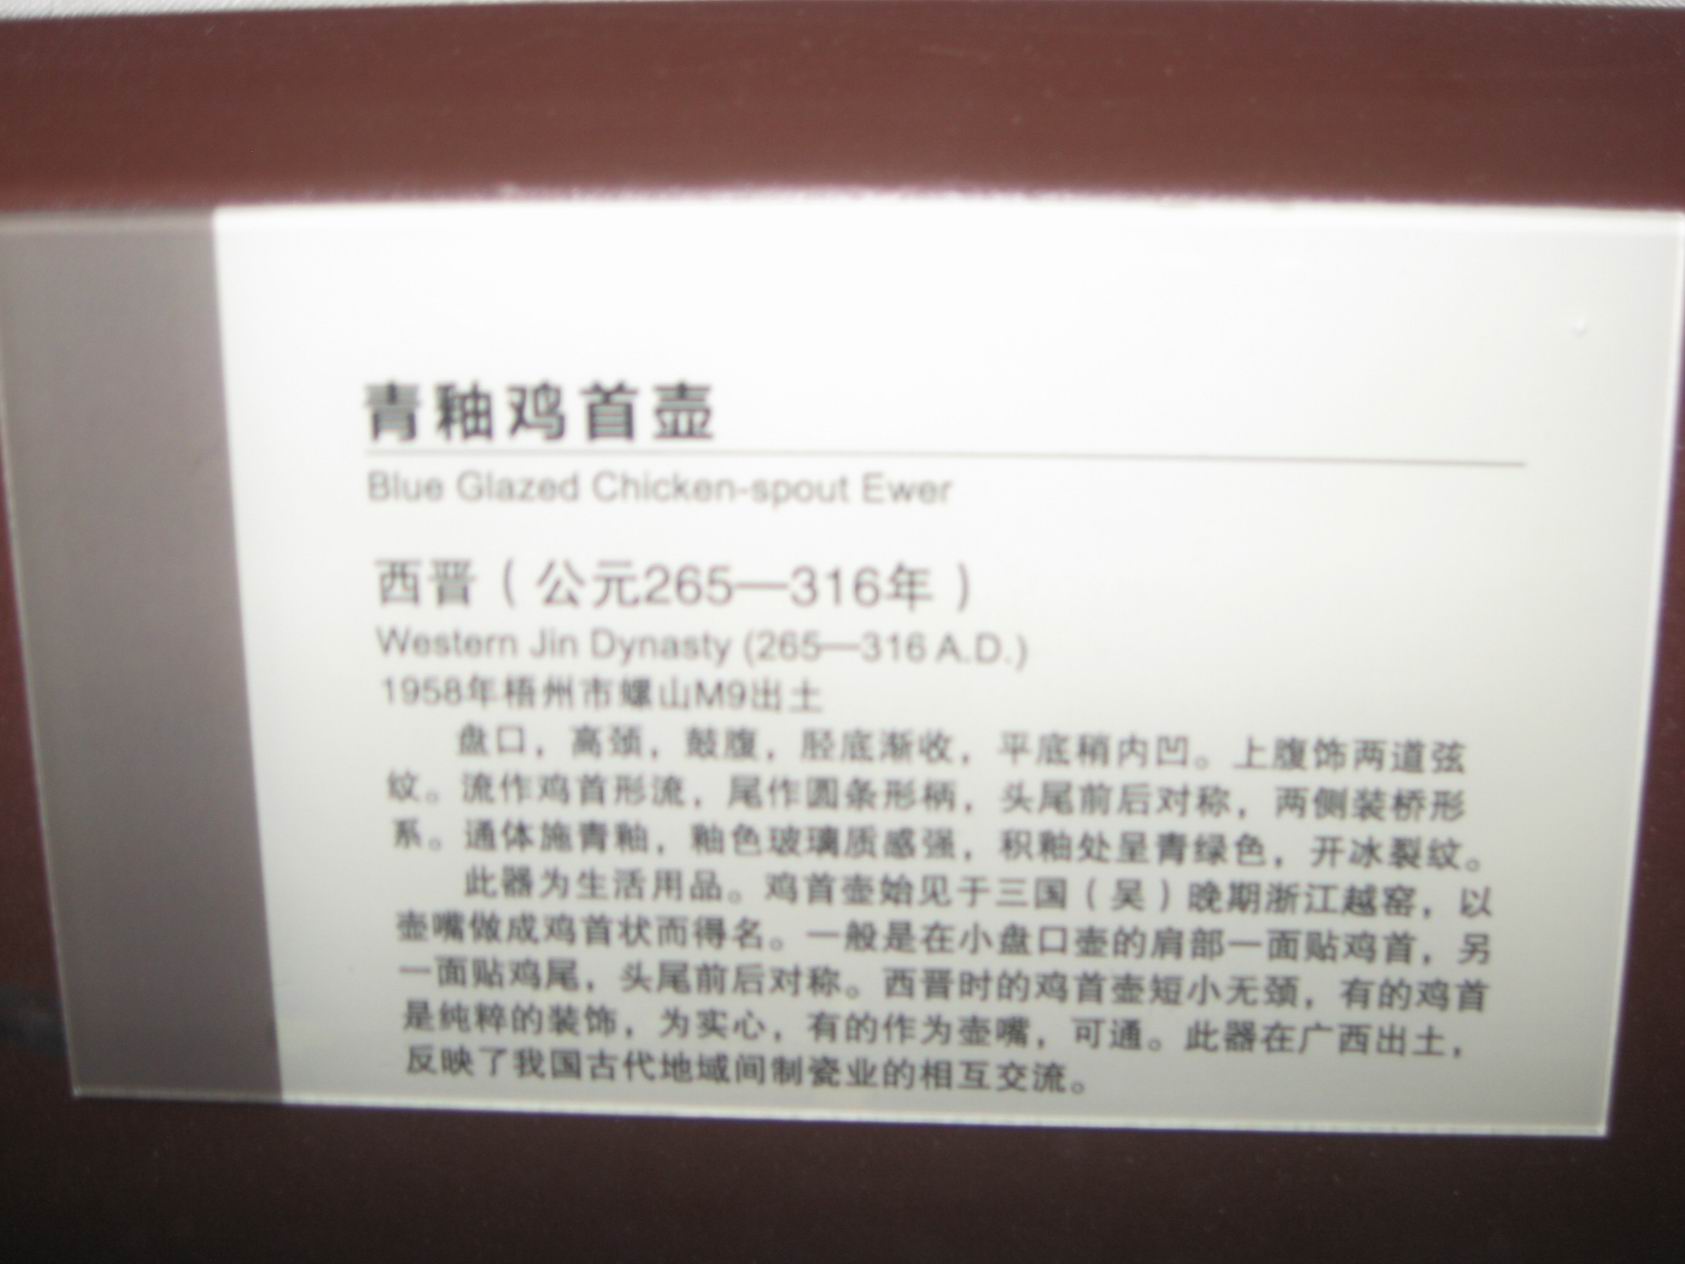 青釉鸡首壶
Blue Glazed Chicken-spout Ewer
西晋（公元265—316年）
Western Jin Dynasty (265—316 A.D.)
1958年梧州市螺山M9出土
盘口，高颈，鼓腹，胫底渐收，平底稍内凹。上腹饰两道弦
纹。流作鸡首形流，尾作圆条形柄，头尾前后对称，两侧装桥形
系。通体施青釉，釉色玻璃质感强，积釉处呈青绿色，开冰裂纹。
此器为生活用品。鸡首壶始见于三国（吴）晚期浙江越窑，以
壶嘴做成鸡首状而得名。一般是在小盘口壶的肩部一面贴鸡首，另
一面贴鸡尾，头尾前后对称。西晋时的鸡首壶短小无颈，有的鸡首
是纯粹的装饰，为实心，有的作为壶嘴，可通。此器在广西出土，
反映了我国古代地域间制瓷业的相互交流。